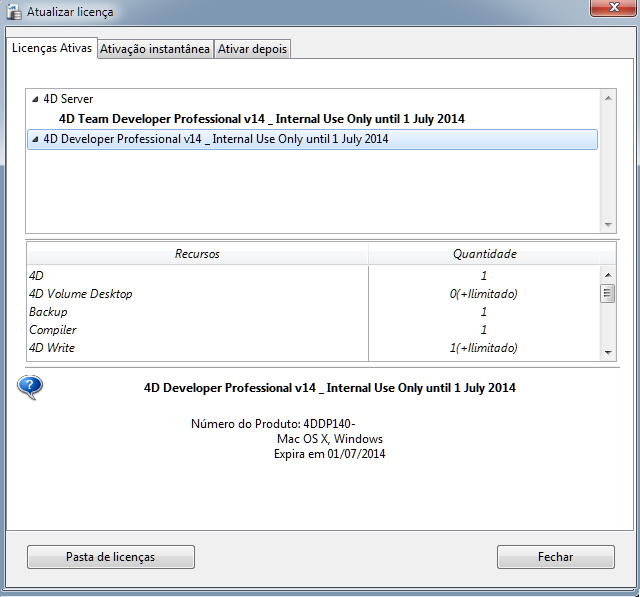 Atualizar licença
Licenças Ativas Ativação instantânea Ativar depois
4D Server
4D Team Developer Professional v14 _ Internal Use Only until 1 July 2014
4D Developer Professional v14 _ Internal Use Only until 1 July 2014
Recursos Quantidade
4D 1
4D Volume Desktop 0(+Ilimitado)
Backup 1
Compiler 1
4D Write 1(+Ilimitado)
4D Developer Professional v14 _ Internal Use Only until 1 July 2014
Número do Produto: 4DDP140-
Mac OS X, Windows
Expira em 01/07/2014
Pasta de licenças Fechar